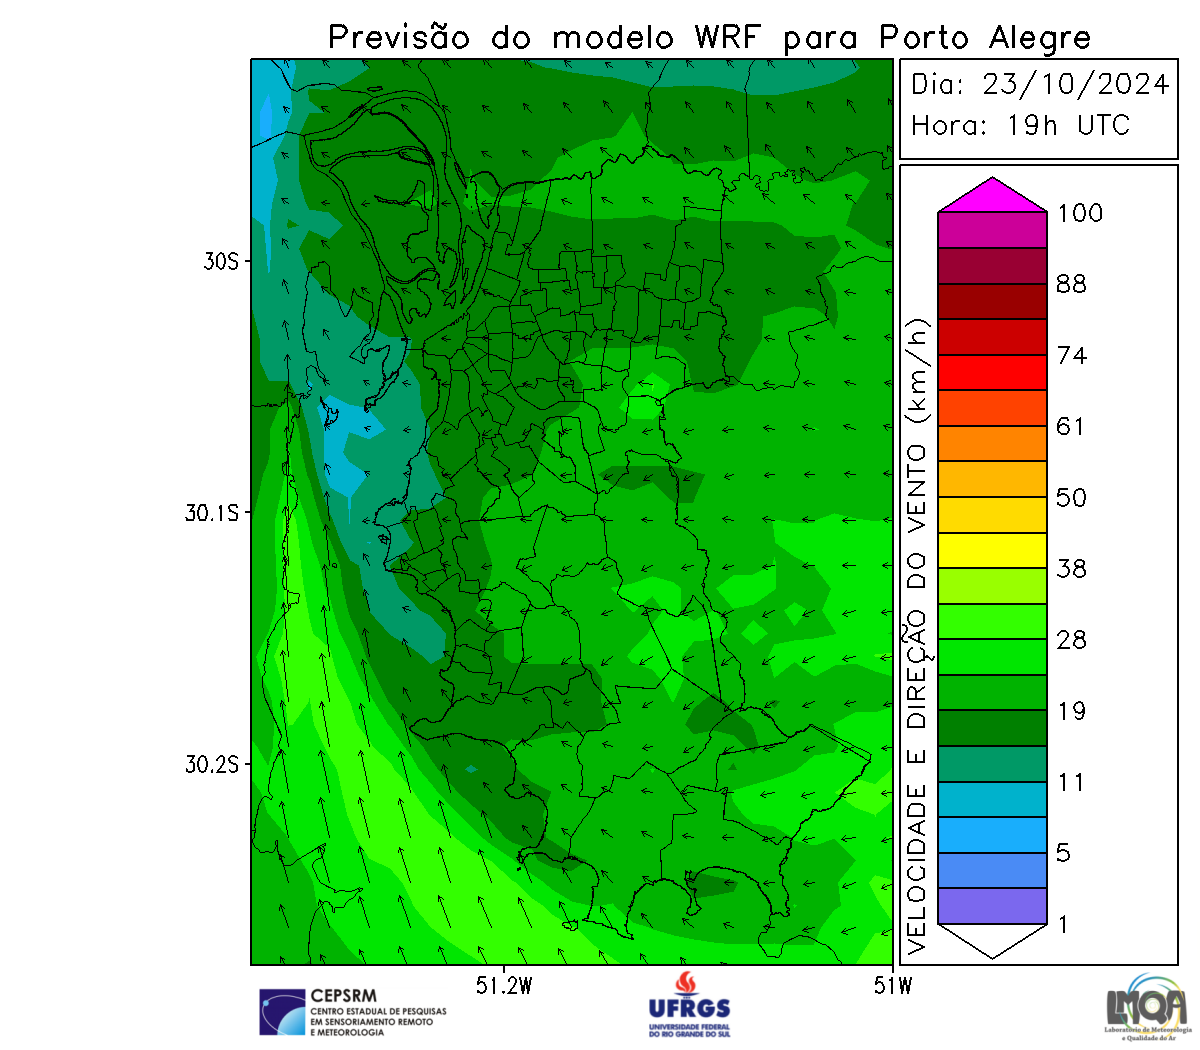 Previsão do modelo WRF para Porto Alegre
Dia: 23/10/2024
Hora: 19h UTC
30S
30.1S
30.2S
51.2W
51W
VELOCIDADE E DIREÇÃO DO VENTO (km/h)
100
88
74
61
50
38
28
19
11
5
1
CEPSRM
CENTRO ESTADUAL DE PESQUISAS
EM SENSORIAMENTO REMOTO
E METEOROLOGIA
UFRGS
UNIVERSIDADE FEDERAL
DO RIO GRANDE DO SUL
LMQA
Laboratório de Meteorologia
e Qualidade do Ar